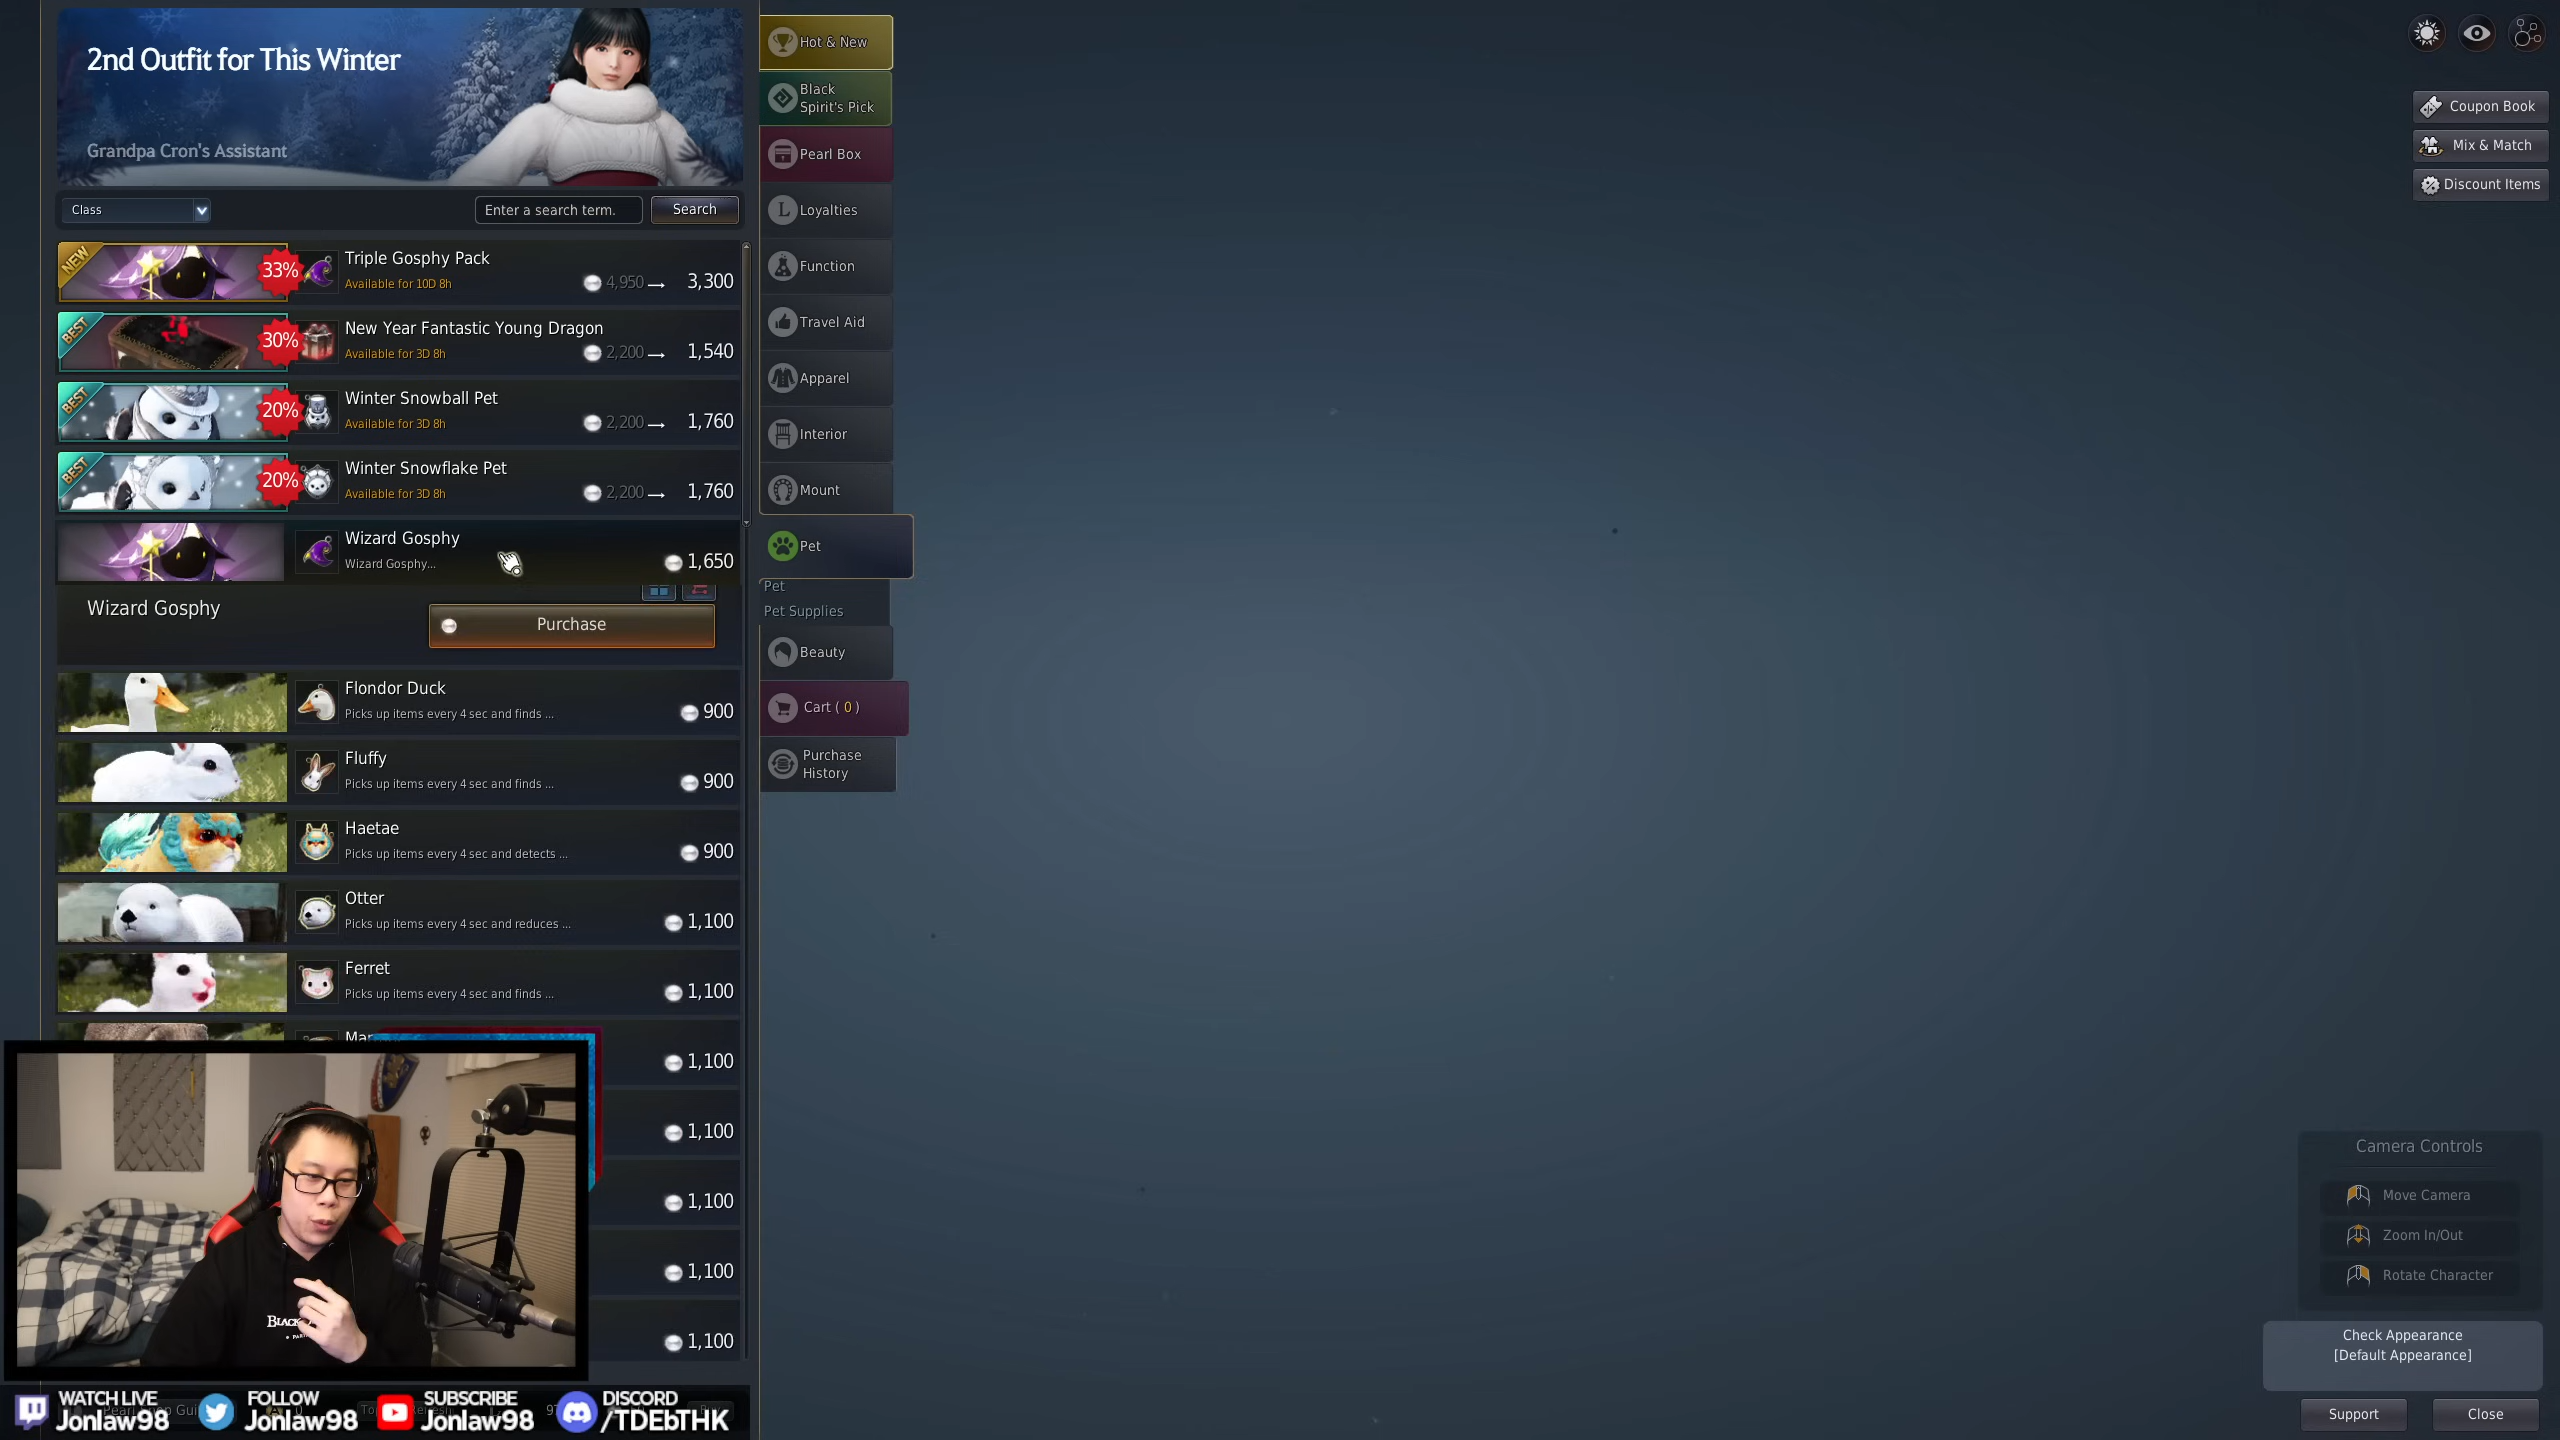 2nd Outfit for This Winter
Grandpa Cron's Assistant
Class
Enter a search term.
Search
NEW
33%
Triple Gosphy Pack
Available for 10D 8h
4,950
3,300
BEST
30%
New Year Fantastic Young Dragon
Available for 3D 8h
2,200
1,540
BEST
20%
Winter Snowball Pet
Available for 3D 8h
2,200
1,760
BEST
20%
Winter Snowflake Pet
Available for 3D 8h
2,200
1,760
Wizard Gosphy
Wizard Gosphy...
1,650
Wizard Gosphy
Purchase
Flondor Duck
Picks up items every 4 sec and finds ...
900
Fluffy
Picks up items every 4 sec and finds ...
900
Haetae
Picks up items every 4 sec and detects ...
900
Otter
Picks up items every 4 sec and reduces ...
1,100
Ferret
Picks up items every 4 sec and finds ...
1,100
1,100
1,100
1,100
1,100
1,100
Hot & New
Black
Spirit's Pick
Pearl Box
Loyalties
Function
Travel Aid
Apparel
Interior
Mount
Pet
Pet
Pet Supplies
Beauty
Cart ( 0 )
Purchase
History
Coupon Book
Mix & Match
Discount Items
Camera Controls
Move Camera
Zoom In/Out
Rotate Character
Check Appearance
[Default Appearance]
Support
Close
WATCH LIVE
Jonlaw98
FOLLOW
Jonlaw98
SUBSCRIBE
Jonlaw98
DISCORD
/TDEbTHK